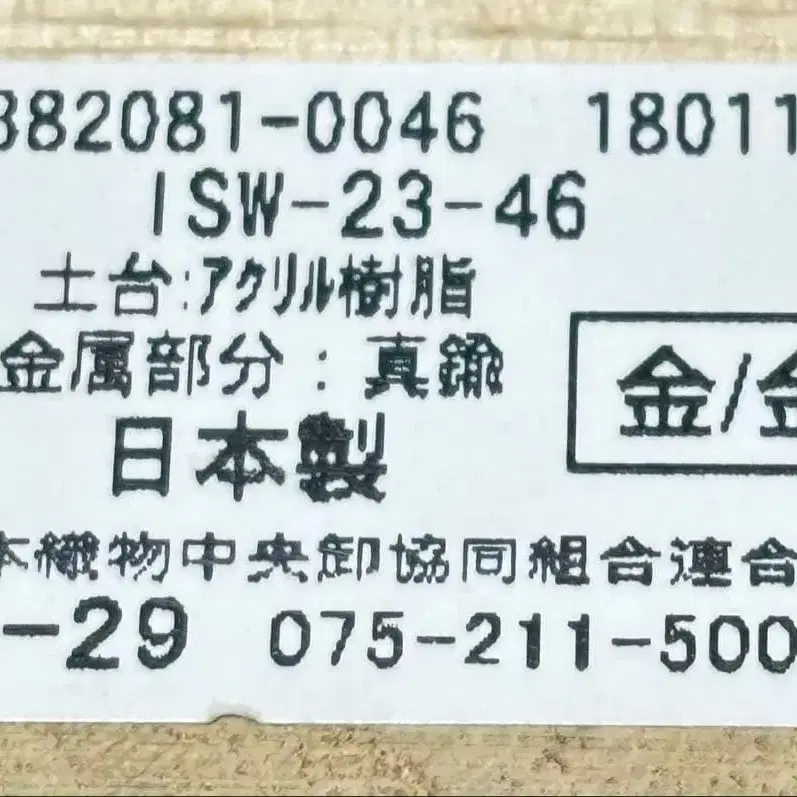 382081-0046 18011
ISW-23-46
土台:アクリル樹脂
金属部分:真鍮
金/金
日本製
本織物中央卸協同組合連合
-29 075-211-500